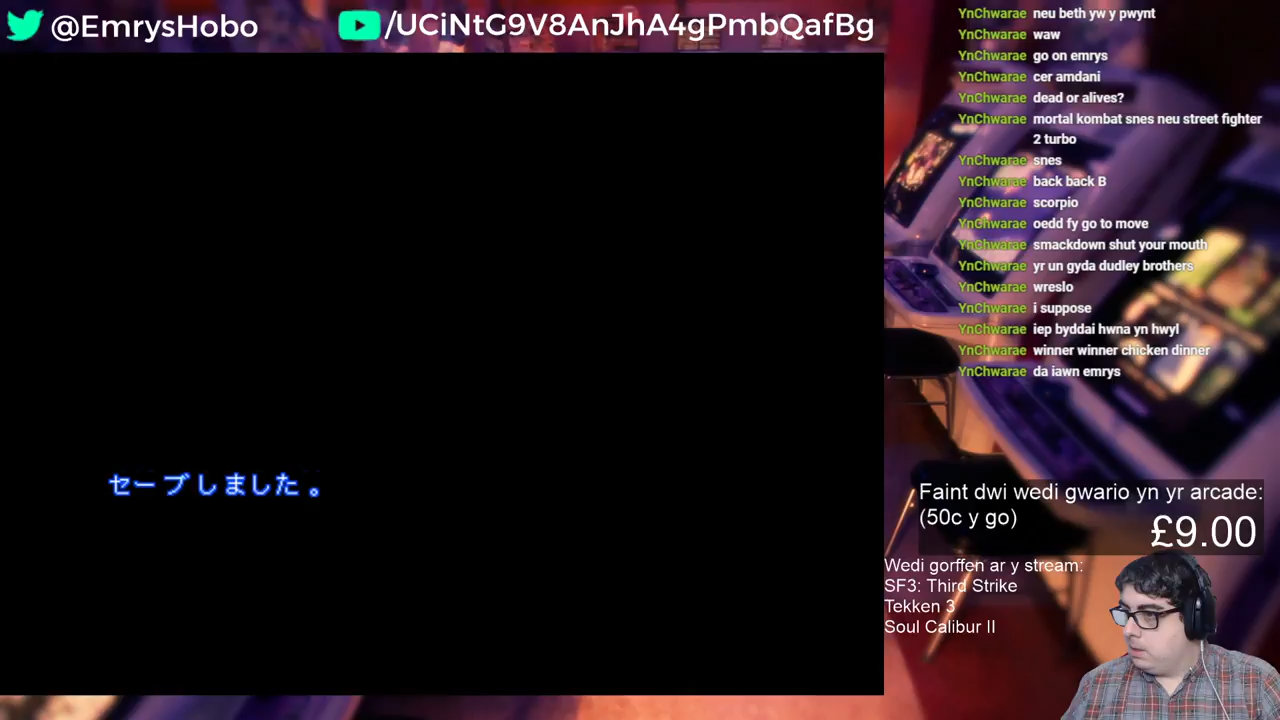 @EmrysHobo
/UCiNtG9V8AnJhA4gPmbQafBg
YnChwarae neu beth yw y pwynt
YnChwarae waw
YnChwarae go on emrys
YnChwarae cer amdani
YnChwarae dead or alives?
YnChwarae mortal kombat snes neu street fighter
2 turbo
YnChwarae snes
YnChwarae back back B
YnChwarae scorpio
YnChwarae oedd fy go to move
YnChwarae smackdown shut your mouth
YnChwarae yr un gyda dudley brothers
YnChwarae wreslo
YnChwarae i suppose
YnChwarae iep byddai hwna yn hwyl
YnChwarae winner winner chicken dinner
YnChwarae da iawn emrys
セーブしました。
Faint dwi wedi gwario yn yr arcade:
(50c y go)
£9.00
Wedi gorffen ar y stream:
SF3: Third Strike
Tekken 3
Soul Calibur II